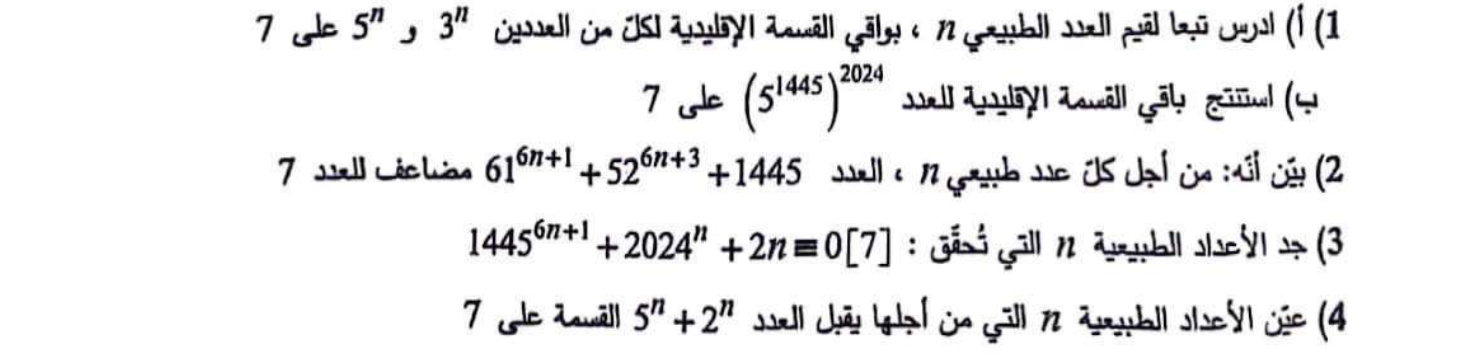 1) أ) ادرس تبعا لقيم العدد الطبيعي n ، بواقي القسمة الإقليدية لكلّ من العددين 3^n و 5^n على 7
ب) استنتج باقي القسمة الإقليدية للعدد (5^1445)^2024 على 7
2) بيّن أنّه: من أجل كلّ عدد طبيعي n ، العدد 61^(6n+1) + 52^(6n+3) + 1445 مضاعف للعدد 7
3) جد الأعداد الطبيعية n التي تُحقّق : 1445^(6n+1) + 2024^n + 2n ≡ 0[7]
4) عيّن الأعداد الطبيعية n التي من أجلها يقبل العدد 5^n + 2^n القسمة على 7